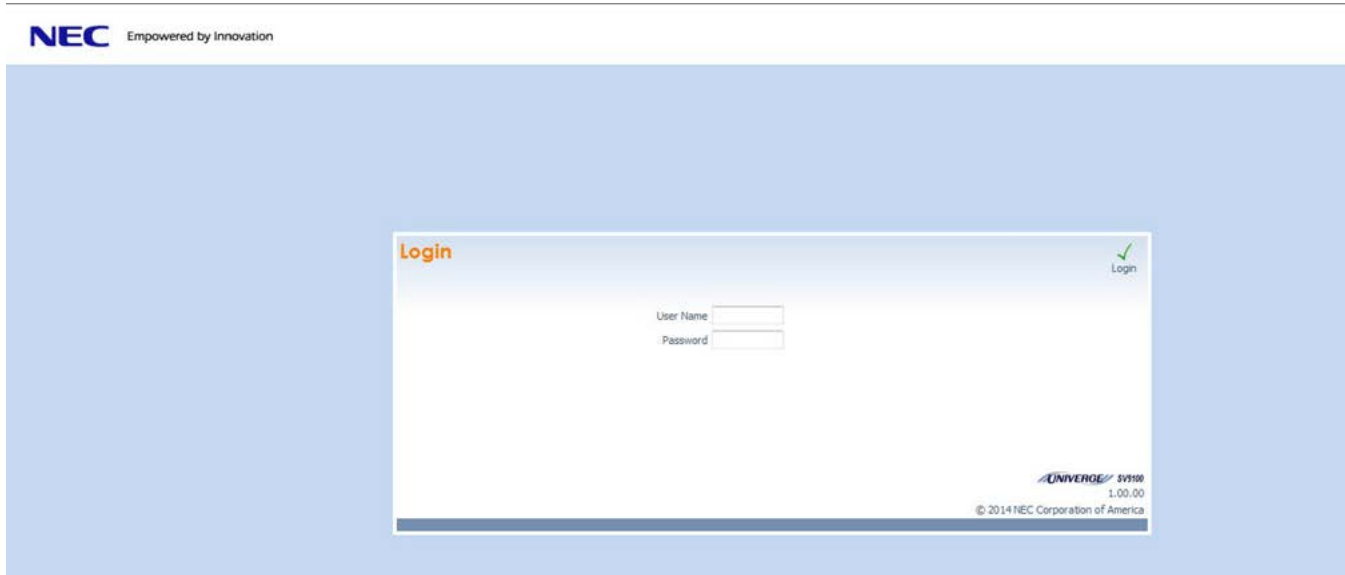 NEC Empowered by Innovation
Login
Login
User Name
Password
UNIVERGE SV9100
1.00.00
© 2014 NEC Corporation of America